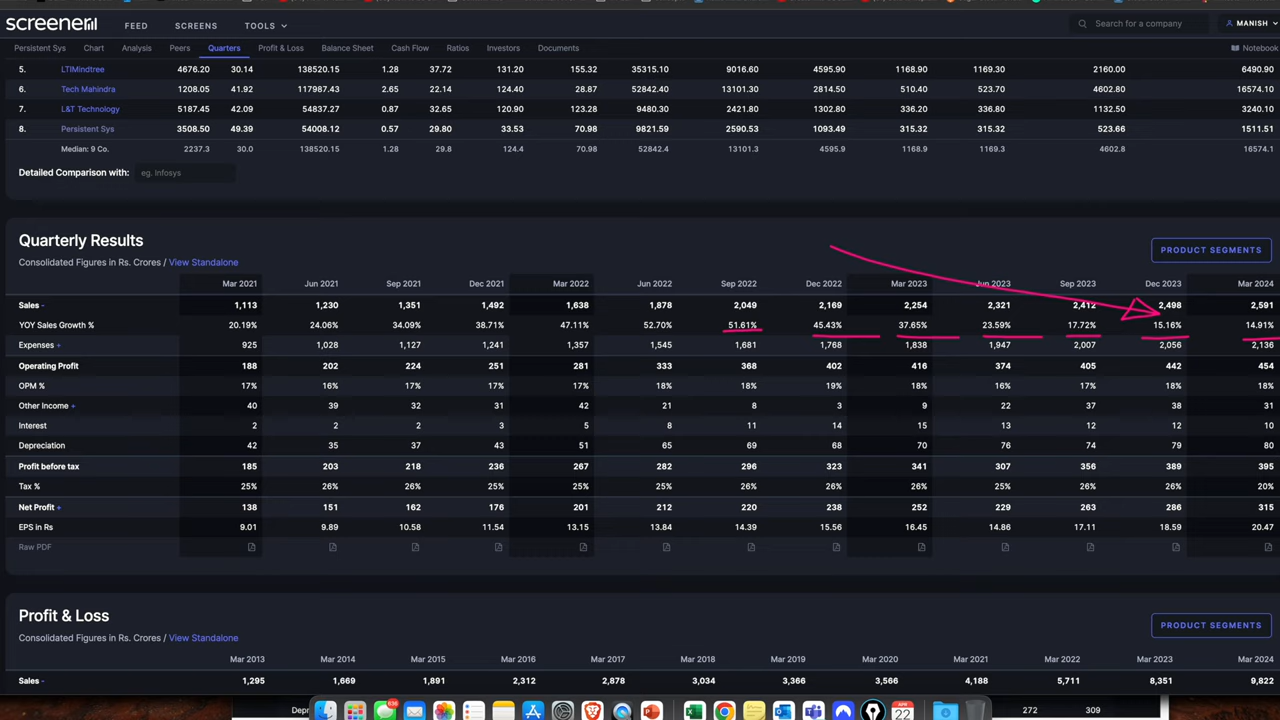 screener FEED SCREENS TOOLS Search for a company MANISH
Persistent Sys Chart Analysis Peers Quarters Profit & Loss Balance Sheet Cash Flow Ratios Investors Documents Notebook
5. LTIMindtree 4676.20 30.14 138520.15 1.28 37.72 131.20 155.32 35315.10 9016.60 4595.90 1168.90 1169.30 2160.00 6490.90
6. Tech Mahindra 1208.05 41.92 117987.43 2.65 22.14 124.40 28.87 52842.40 13101.30 2814.50 510.40 523.70 4602.80 16574.10
7. L&T Technology 5187.45 42.09 54837.27 0.87 32.65 120.90 123.28 9480.30 2421.80 1302.80 336.20 336.80 1132.50 3240.10
8. Persistent Sys 3508.50 49.39 54008.12 0.57 29.80 33.53 70.98 9821.59 2590.53 1093.49 315.32 315.32 523.66 1511.51
Median: 9 Co. 2237.3 30.0 138520.15 1.28 29.8 124.4 70.98 52842.4 13101.3 4595.9 1168.9 1169.3 4602.8 16574.1
Detailed Comparison with: eg. Infosys
Quarterly Results
PRODUCT SEGMENTS
Consolidated Figures in Rs. Crores / View Standalone
Mar 2021 Jun 2021 Sep 2021 Dec 2021 Mar 2022 Jun 2022 Sep 2022 Dec 2022 Mar 2023 Jun 2023 Sep 2023 Dec 2023 Mar 2024
Sales - 1,113 1,230 1,351 1,492 1,638 1,878 2,049 2,169 2,254 2,321 2,412 2,498 2,591
YOY Sales Growth % 20.19% 24.06% 34.09% 38.71% 47.11% 52.70% 51.61% 45.43% 37.65% 23.59% 17.72% 15.16% 14.91%
Expenses + 925 1,028 1,127 1,241 1,357 1,545 1,681 1,768 1,838 1,947 2,007 2,056 2,136
Operating Profit 188 202 224 251 281 333 368 402 416 374 405 442 454
OPM % 17% 16% 17% 17% 17% 18% 18% 19% 18% 16% 17% 18% 18%
Other Income + 40 39 32 31 42 21 8 3 9 22 37 38 31
Interest 2 2 2 3 5 8 11 14 15 13 12 12 10
Depreciation 42 35 37 43 51 65 69 68 70 76 74 79 80
Profit before tax 185 203 218 236 267 282 296 323 341 307 356 389 395
Tax % 25% 26% 26% 25% 25% 25% 26% 26% 26% 25% 26% 26% 20%
Net Profit + 138 151 162 176 201 212 220 238 252 229 263 286 315
EPS in Rs 9.01 9.89 10.58 11.54 13.15 13.84 14.39 15.56 16.45 14.86 17.11 18.59 20.47
Raw PDF
Profit & Loss
PRODUCT SEGMENTS
Consolidated Figures in Rs. Crores / View Standalone
Mar 2013 Mar 2014 Mar 2015 Mar 2016 Mar 2017 Mar 2018 Mar 2019 Mar 2020 Mar 2021 Mar 2022 Mar 2023 Mar 2024
Sales - 1,295 1,669 1,891 2,312 2,878 3,034 3,366 3,566 4,188 5,711 8,351 9,822
APR
22
272 309